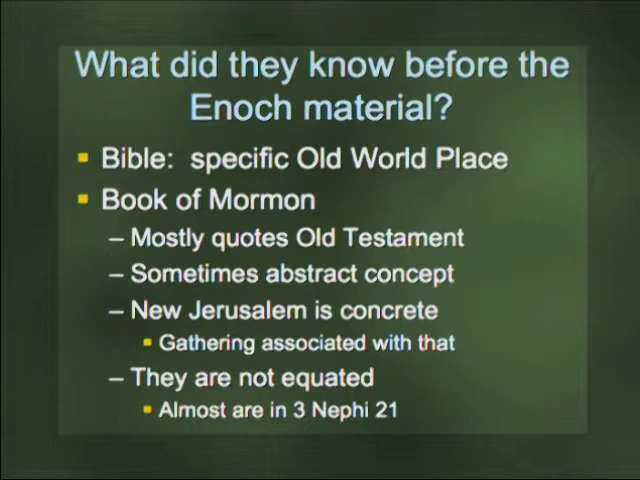 What did they know before the
Enoch material?
Bible: specific Old World Place
Book of Mormon
– Mostly quotes Old Testament
– Sometimes abstract concept
– New Jerusalem is concrete
Gathering associated with that
– They are not equated
Almost are in 3 Nephi 21